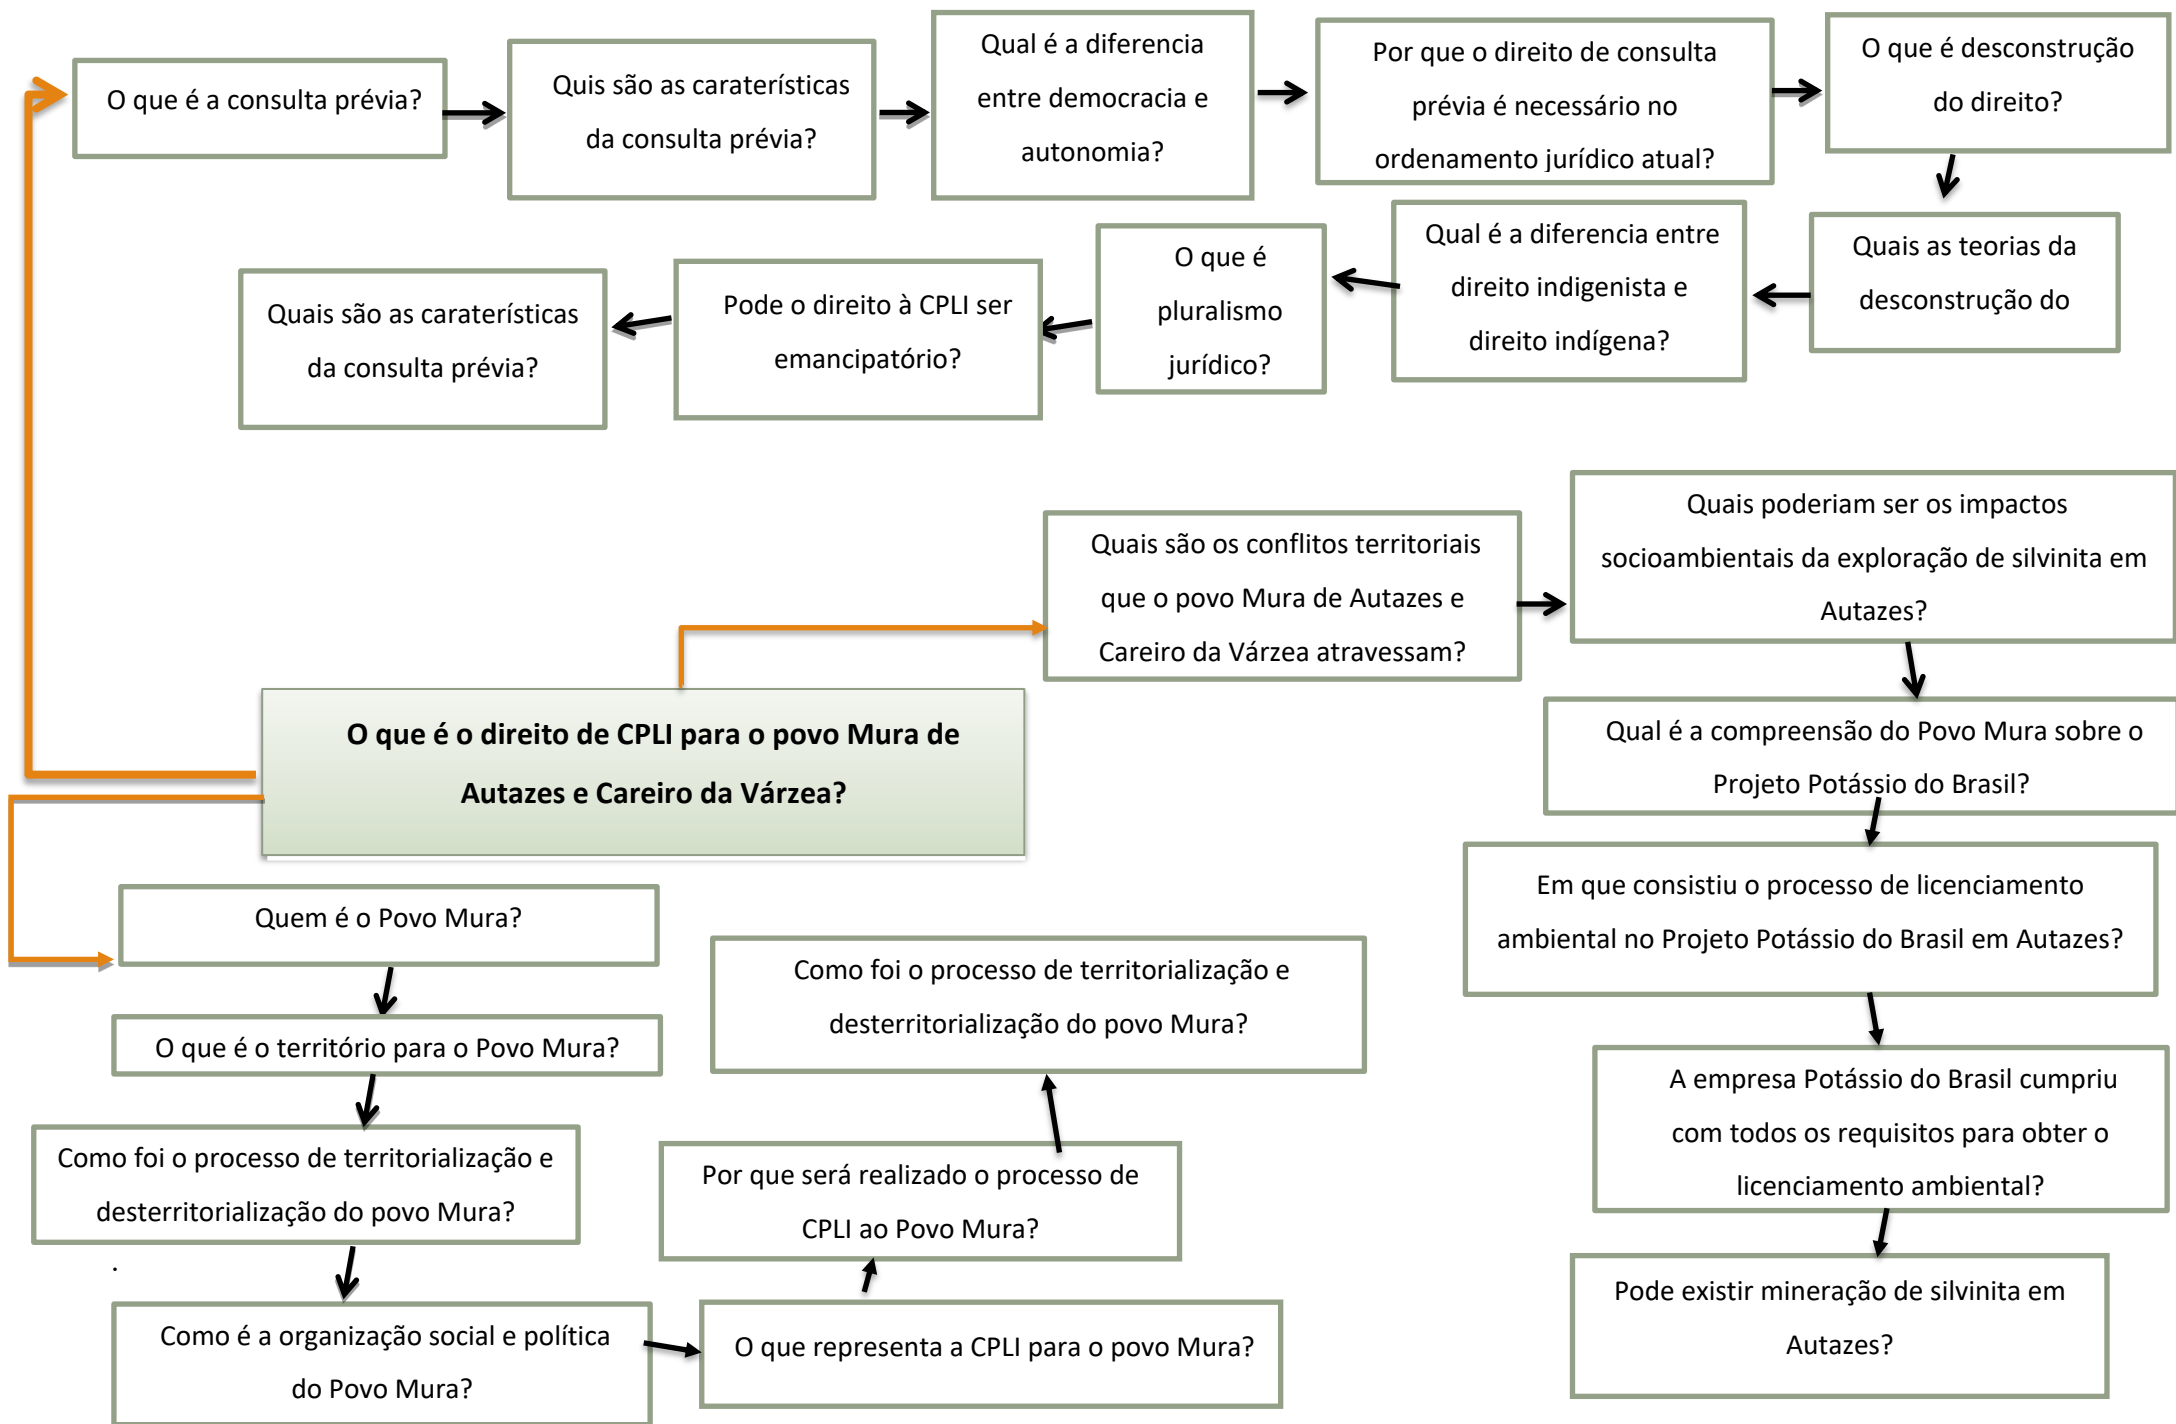 O que é a consulta prévia?
Quis são as caraterísticas
da consulta prévia?
Qual é a diferencia
entre democracia e
autonomia?
Por que o direito de consulta
prévia é necessário no
ordenamento jurídico atual?
O que é desconstrução
do direito?
Quais as teorias da
desconstrução do
Qual é a diferencia entre
direito indigenista e
direito indígena?
O que é
pluralismo
jurídico?
Pode o direito à CPLI ser
emancipatório?
Quais são as caraterísticas
da consulta prévia?
Quais são os conflitos territoriais
que o povo Mura de Autazes e
Careiro da Várzea atravessam?
Quais poderiam ser os impactos
socioambientais da exploração de silvinita em
Autazes?
Qual é a compreensão do Povo Mura sobre o
Projeto Potássio do Brasil?
Em que consistiu o processo de licenciamento
ambiental no Projeto Potássio do Brasil em Autazes?
A empresa Potássio do Brasil cumpriu
com todos os requisitos para obter o
licenciamento ambiental?
Pode existir mineração de silvinita em
Autazes?
O que é o direito de CPLI para o povo Mura de
Autazes e Careiro da Várzea?
Quem é o Povo Mura?
O que é o território para o Povo Mura?
Como foi o processo de territorialização e
desterritorialização do povo Mura?
.
Como é a organização social e política
do Povo Mura?
O que representa a CPLI para o povo Mura?
Por que será realizado o processo de
CPLI ao Povo Mura?
Como foi o processo de territorialização e
desterritorialização do povo Mura?